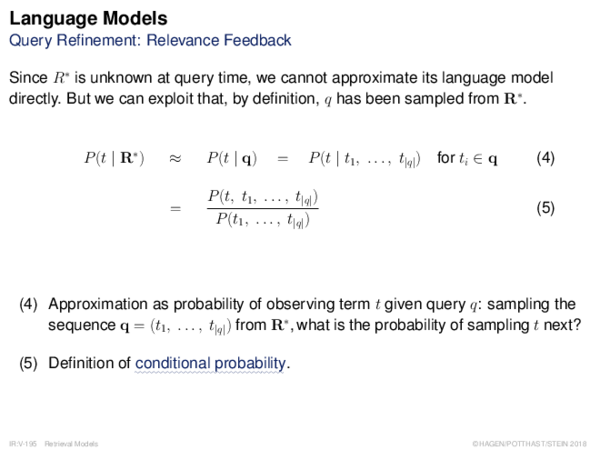 Language Models
Query Refinement: Relevance Feedback
Since R* is unknown at query time, we cannot approximate its language model
directly. But we can exploit that, by definition, q has been sampled from R*.
P(t | R*) ≈ P(t | q) = P(t | t₁, ..., t|q|) for tᵢ ∈ q (4)
= P(t, t₁, ..., t|q|) / P(t₁, ..., t|q|) (5)
(4) Approximation as probability of observing term t given query q: sampling the
sequence q = (t₁, ..., t|q|) from R*, what is the probability of sampling t next?
(5) Definition of conditional probability.
IR:V-195 Retrieval Models ©HAGEN/POTTHAST/STEIN 2018